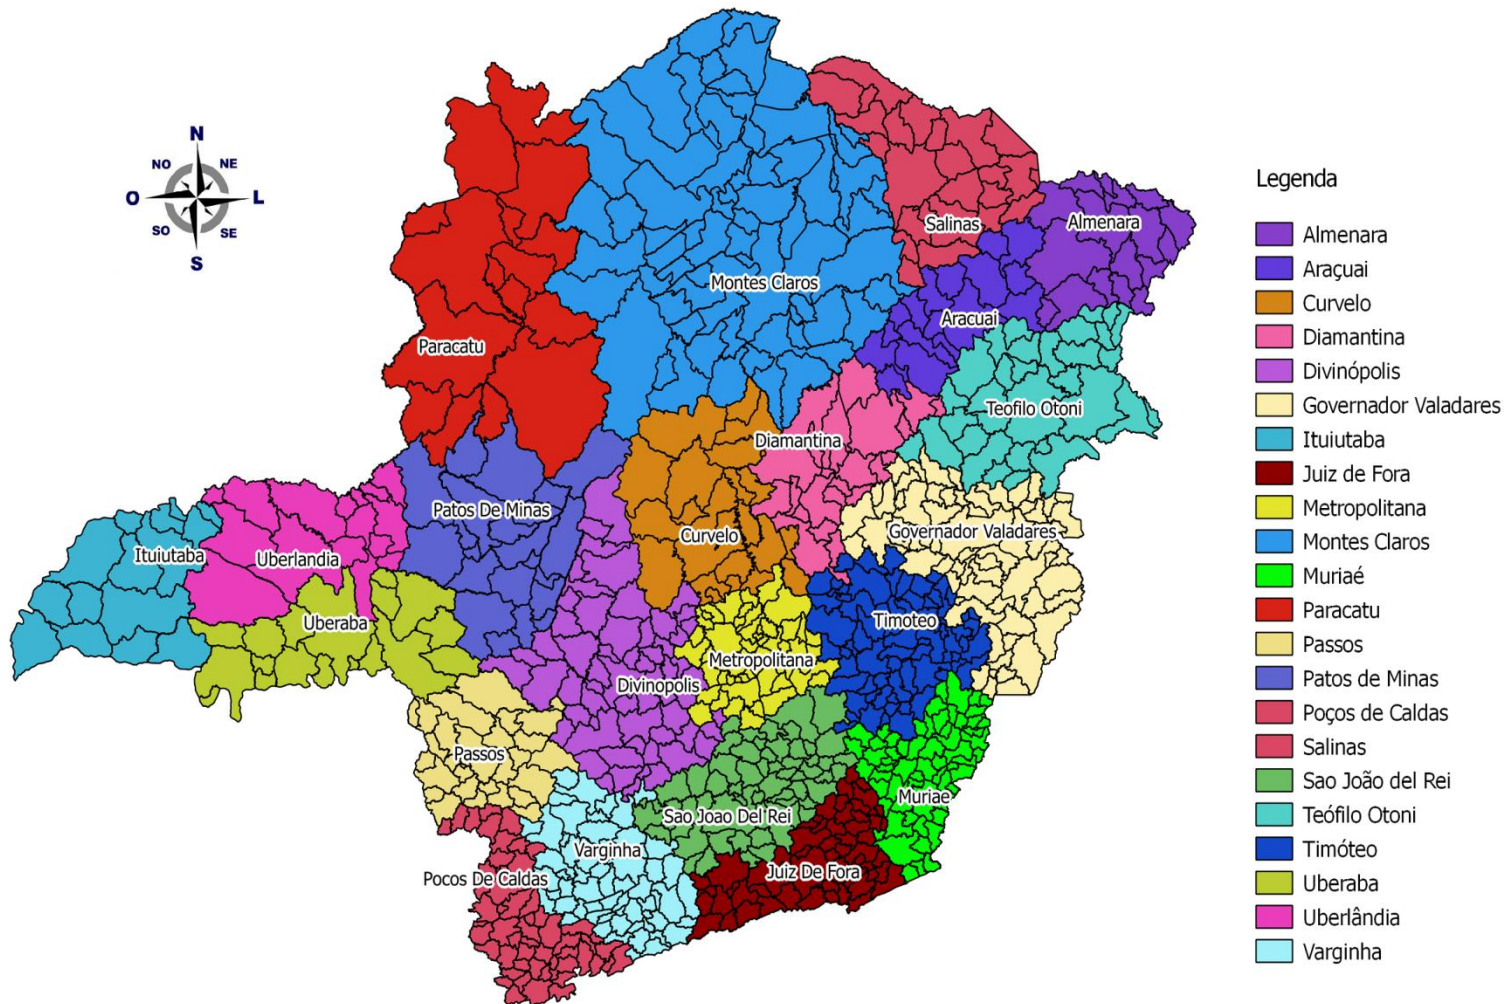 N
NO
NE
O
L
SO
SE
S
Salinas
Almenara
Montes Claros
Aracuai
Paracatu
Teofilo Otoni
Diamantina
Patos De Minas
Governador Valadares
Curvelo
Ituiutaba
Uberlandia
Uberaba
Timoteo
Metropolitana
Divinopolis
Passos
Muriae
Sao Joao Del Rei
Varginha
Juiz De Fora
Pocos De Caldas
Legenda
Almenara
Araçuai
Curvelo
Diamantina
Divinópolis
Governador Valadares
Ituiutaba
Juiz de Fora
Metropolitana
Montes Claros
Muriaé
Paracatu
Passos
Patos de Minas
Poços de Caldas
Salinas
Sao João del Rei
Teófilo Otoni
Timóteo
Uberaba
Uberlândia
Varginha